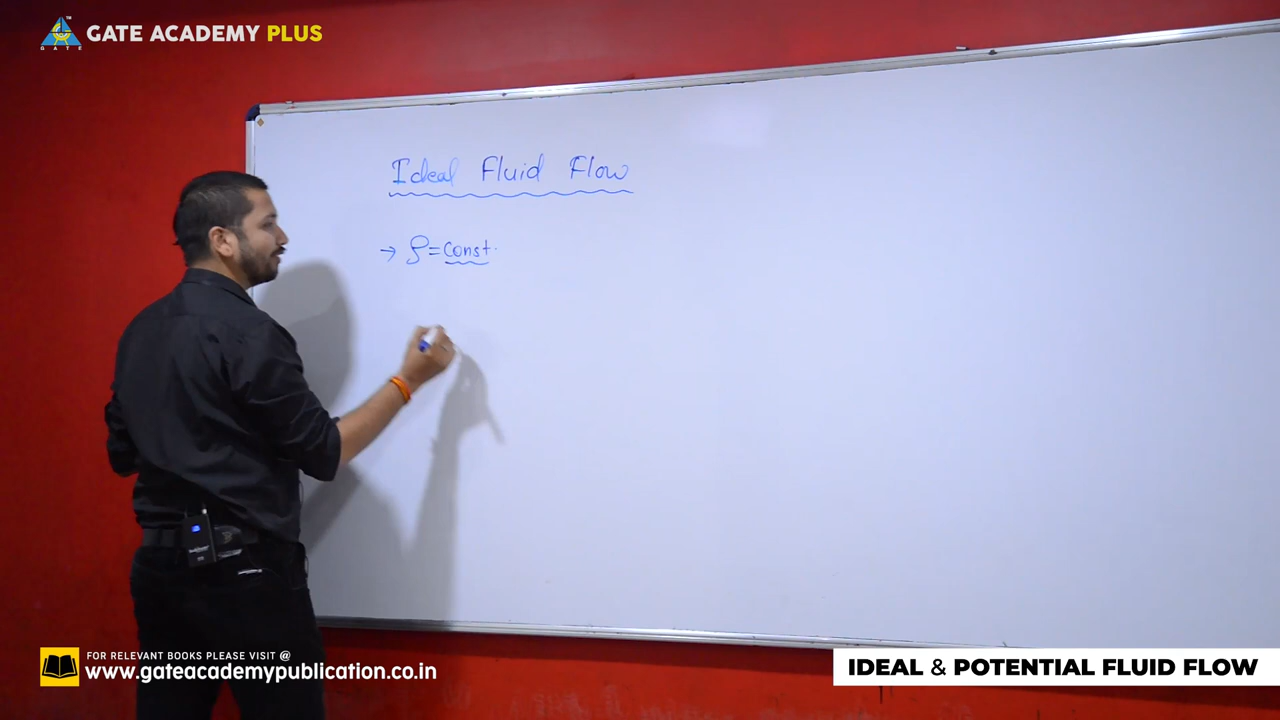 GATE ACADEMY PLUS
GATE
Ideal Fluid Flow
→ ρ = const.
FOR RELEVANT BOOKS PLEASE VISIT @
www.gateacademypublication.co.in
IDEAL & POTENTIAL FLUID FLOW